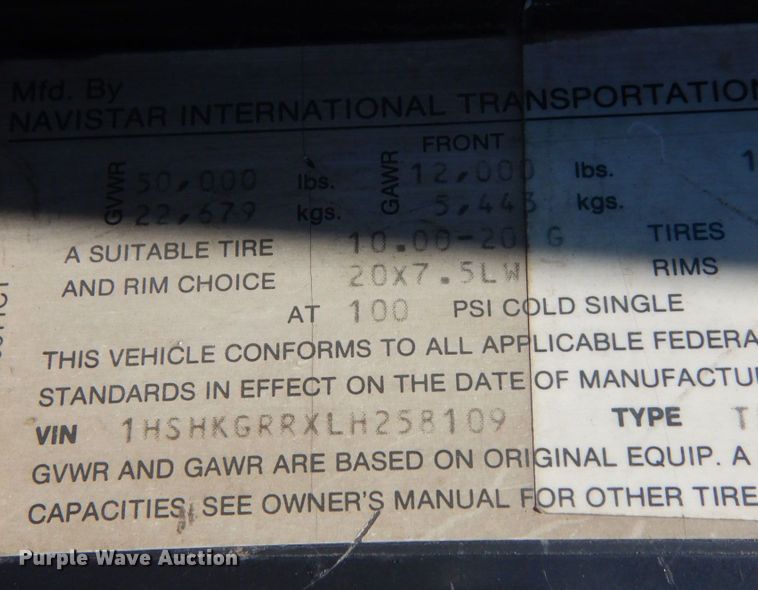 Mfd. By
NAVISTAR INTERNATIONAL TRANSPORTATION
FRONT
GVWR 50,000 lbs. GAWR 12,000 lbs. 1
22,679 kgs. 5,443 kgs.
A SUITABLE TIRE 10.00-20 G TIRES
AND RIM CHOICE 20X7.5LW RIMS
AT 100 PSI COLD SINGLE
THIS VEHICLE CONFORMS TO ALL APPLICABLE FEDERA
STANDARDS IN EFFECT ON THE DATE OF MANUFACTU
VIN 1HSHKGRRXLH258109 TYPE T
GVWR AND GAWR ARE BASED ON ORIGINAL EQUIP. A
CAPACITIES, SEE OWNER'S MANUAL FOR OTHER TIRE
Purple Wave Auction